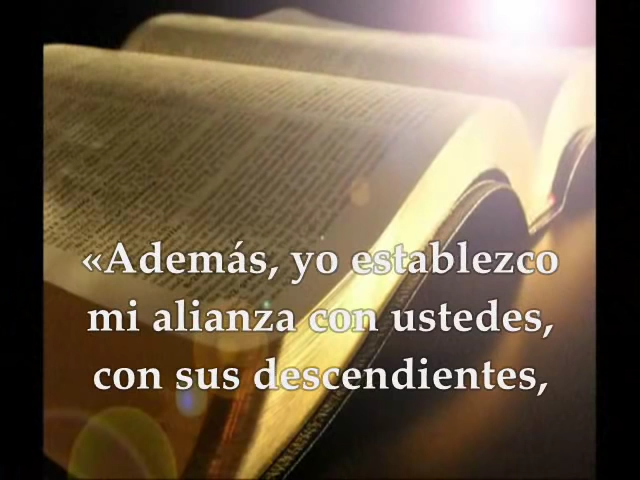 «Además, yo establezco
mi alianza con ustedes,
con sus descendientes,